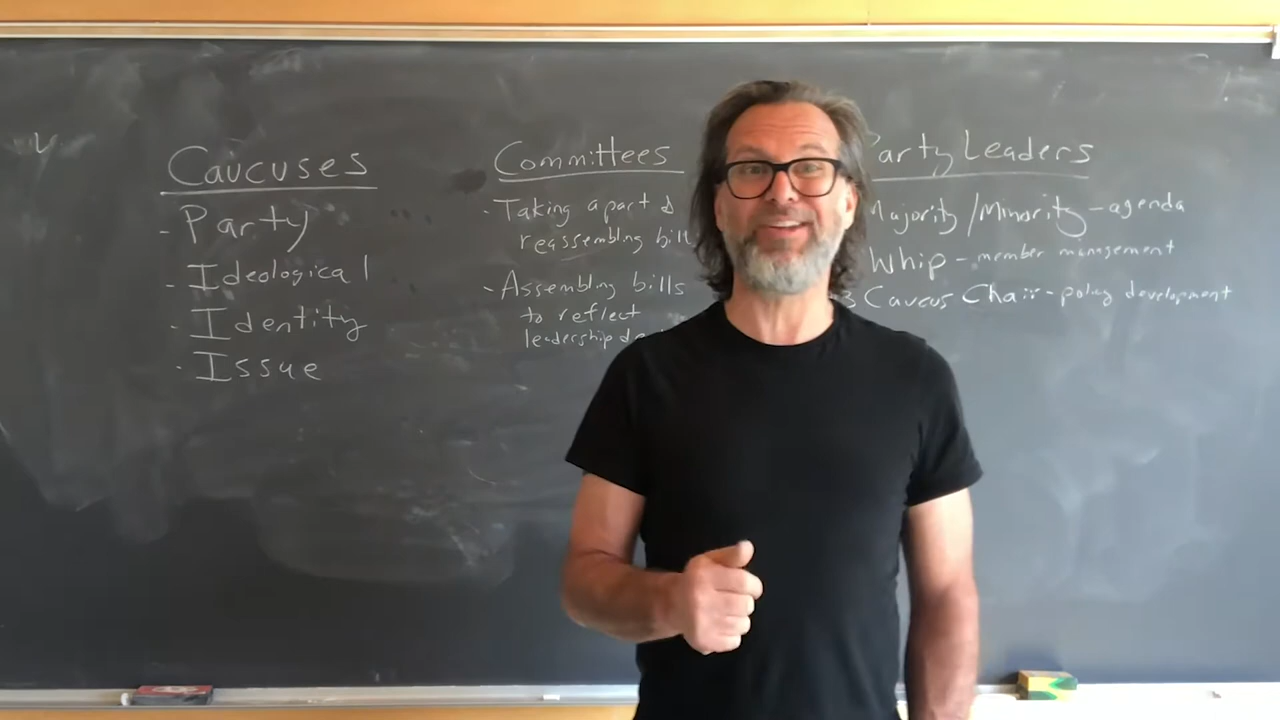 Caucuses
- Party
- Ideological
- Identity
- Issue
Committees
- Taking apart &
reassembling bill
- Assembling bills
to reflect
leadership
Party Leaders
Majority/Minority - agenda
Whip - member management
3 Caucus Chair - policy development